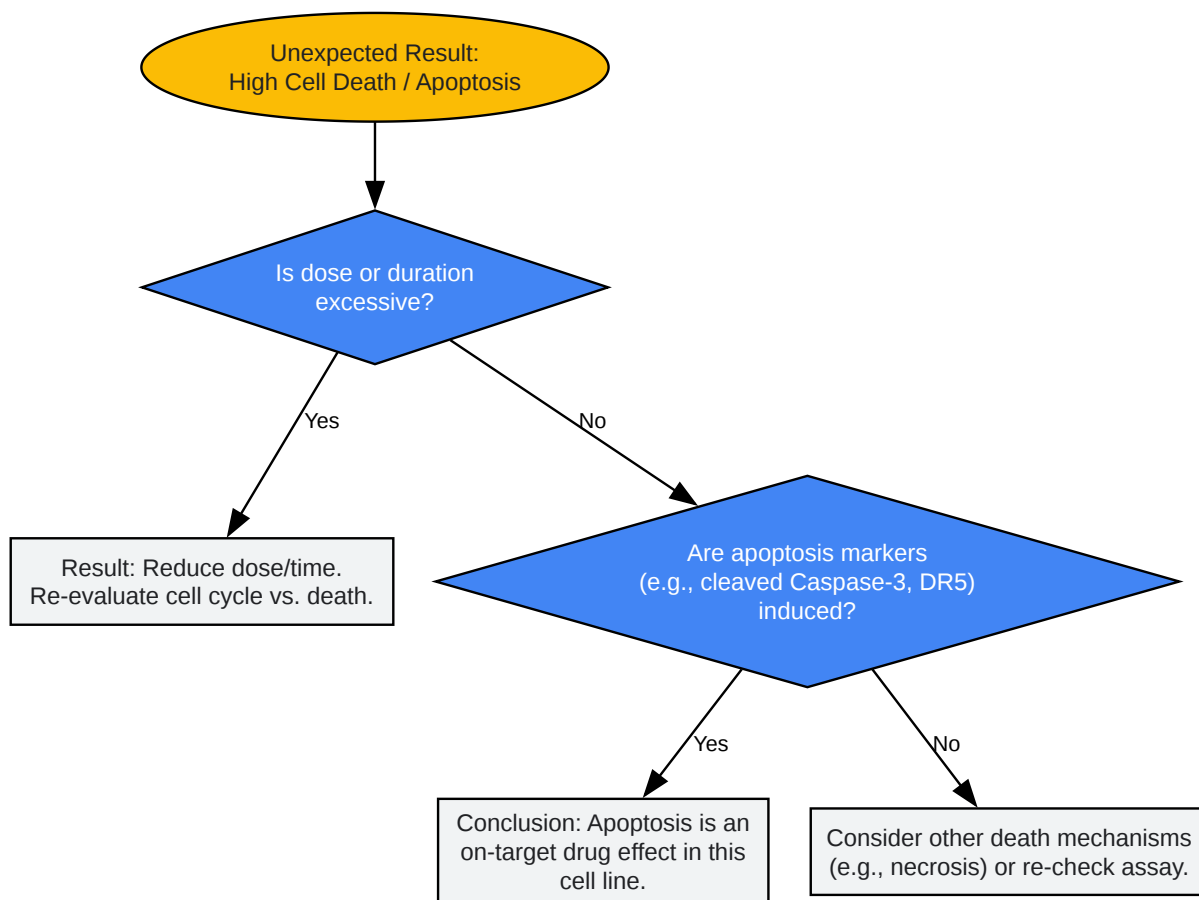 Unexpected Result:
High Cell Death / Apoptosis
Is dose or duration
excessive?
Yes
No
Result: Reduce dose/time.
Re-evaluate cell cycle vs. death.
Are apoptosis markers
(e.g., cleaved Caspase-3, DR5)
induced?
Yes
No
Conclusion: Apoptosis is an
on-target drug effect in this
cell line.
Consider other death mechanisms
(e.g., necrosis) or re-check assay.